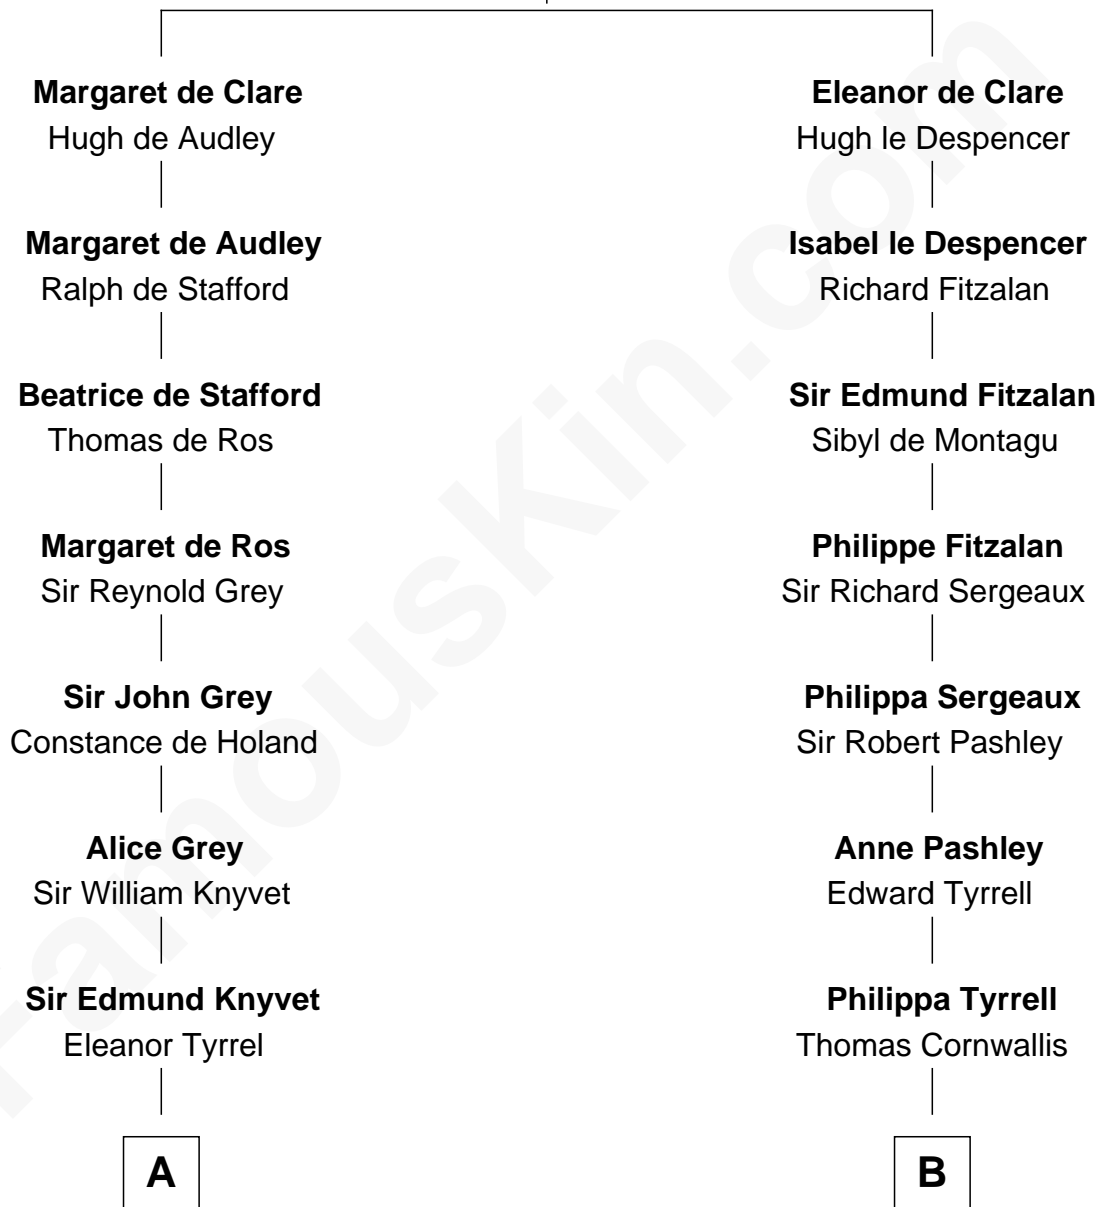 Margaret de Clare
Hugh de Audley
Margaret de Audley
Ralph de Stafford
Beatrice de Stafford
Thomas de Ros
Margaret de Ros
Sir Reynold Grey
Sir John Grey
Constance de Holand
Alice Grey
Sir William Knyvet
Sir Edmund Knyvet
Eleanor Tyrrel
A
Eleanor de Clare
Hugh le Despencer
Isabel le Despencer
Richard Fitzalan
Sir Edmund Fitzalan
Sibyl de Montagu
Philippe Fitzalan
Sir Richard Sergeaux
Philippa Sergeaux
Sir Robert Pashley
Anne Pashley
Edward Tyrrell
Philippa Tyrrell
Thomas Cornwallis
B
FamousKin.com